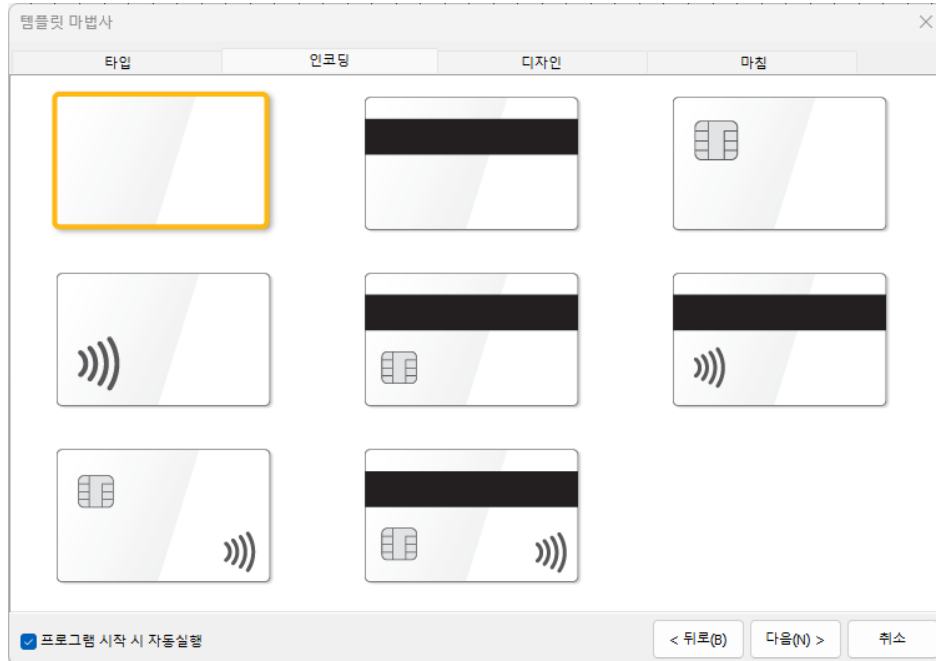 템플릿 마법사
타입 인코딩 디자인 마침
프로그램 시작 시 자동실행
< 뒤로(B) 다음(N) > 취소